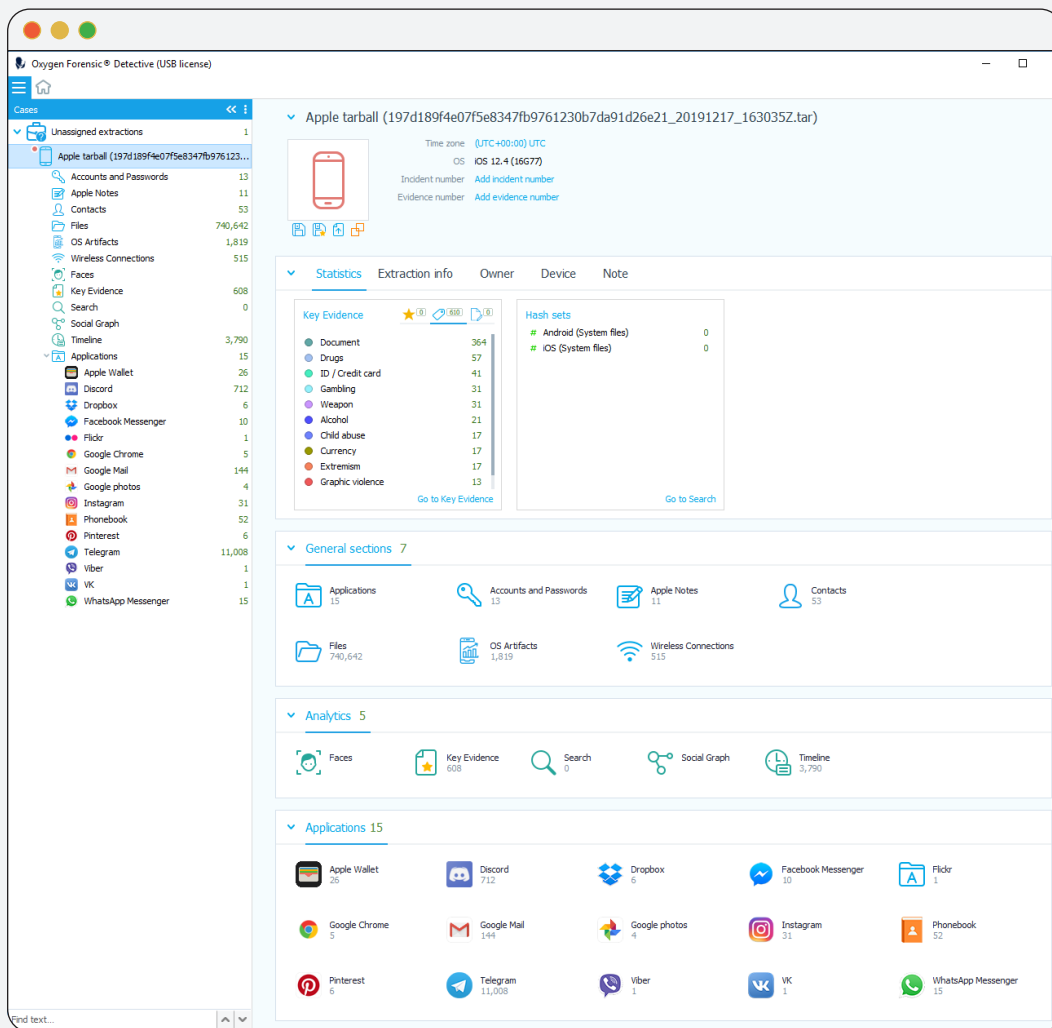 Oxygen Forensic® Detective (USB license)
Cases
Unassigned extractions 1
Apple tarball (197d189f4e07f5e8347fb976123...
Accounts and Passwords 13
Apple Notes 11
Contacts 53
Files 740,642
OS Artifacts 1,819
Wireless Connections 515
Faces
Key Evidence 608
Search 0
Social Graph
Timeline 3,790
Applications 15
Apple Wallet 26
Discord 712
Dropbox 6
Facebook Messenger 10
Flickr 1
Google Chrome 5
Google Mail 144
Google photos 4
Instagram 31
Phonebook 52
Pinterest 6
Telegram 11,008
Viber 1
VK 1
WhatsApp Messenger 15
Find text...
Apple tarball (197d189f4e07f5e8347fb9761230b7da91d26e21_20191217_163035Z.tar)
Time zone (UTC+00:00) UTC
OS iOS 12.4 (16G77)
Incident number Add incident number
Evidence number Add evidence number
Statistics Extraction info Owner Device Note
Key Evidence 0 610 0
Document 364
Drugs 57
ID / Credit card 41
Gambling 31
Weapon 31
Alcohol 21
Child abuse 17
Currency 17
Extremism 17
Graphic violence 13
Go to Key Evidence
Hash sets
# Android (System files) 0
# iOS (System files) 0
Go to Search
General sections 7
Applications
15
Accounts and Passwords
13
Apple Notes
11
Contacts
53
Files
740,642
OS Artifacts
1,819
Wireless Connections
515
Analytics 5
Faces
Key Evidence
608
Search
0
Social Graph
Timeline
3,790
Applications 15
Apple Wallet
26
Discord
712
Dropbox
6
Facebook Messenger
10
Flickr
1
Google Chrome
5
Google Mail
144
Google photos
4
Instagram
31
Phonebook
52
Pinterest
6
Telegram
11,008
Viber
1
VK
1
WhatsApp Messenger
15